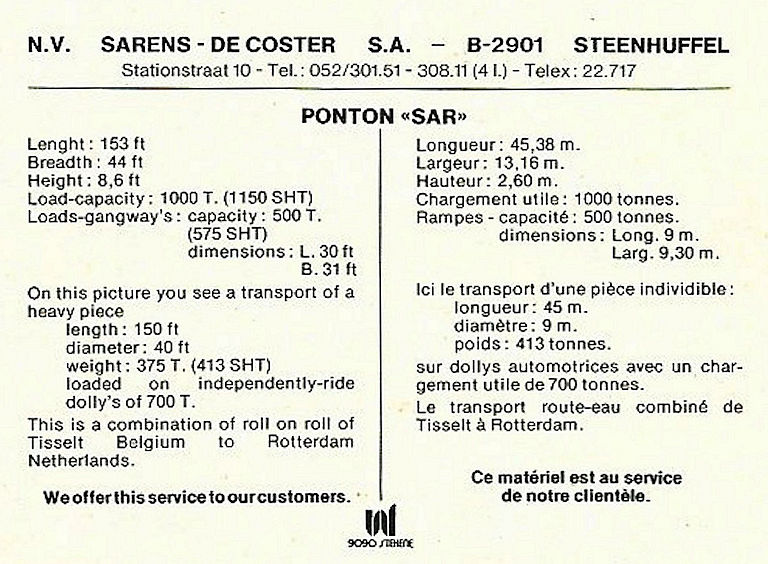 N.V. SARENS - DE COSTER S.A. – B-2901 STEENHUFFEL
Stationstraat 10 - Tel.: 052/301.51 - 308.11 (4 l.) - Telex: 22.717
PONTON «SAR»
Lenght: 153 ft
Breadth: 44 ft
Height: 8,6 ft
Load-capacity: 1000 T. (1150 SHT)
Loads-gangway's: capacity: 500 T.
(575 SHT)
dimensions: L. 30 ft
B. 31 ft
On this picture you see a transport of a
heavy piece
length: 150 ft
diameter: 40 ft
weight: 375 T. (413 SHT)
loaded on independently-ride
dolly's of 700 T.
This is a combination of roll on roll of
Tisselt Belgium to Rotterdam
Netherlands.
We offer this service to our customers.
Longueur: 45,38 m.
Largeur: 13,16 m.
Hauteur: 2,60 m.
Chargement utile: 1000 tonnes.
Rampes - capacité: 500 tonnes.
dimensions: Long. 9 m.
Larg. 9,30 m.
Ici le transport d'une pièce individible:
longueur: 45 m.
diamètre: 9 m.
poids: 413 tonnes.
sur dollys automotrices avec un char-
gement utile de 700 tonnes.
Le transport route-eau combiné de
Tisselt à Rotterdam.
Ce matériel est au service
de notre clientèle.
9090 STEKENE